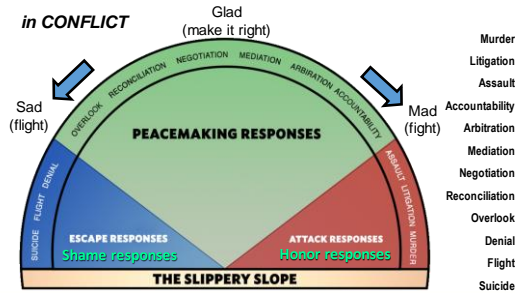 in CONFLICT
Glad
(make it right)
Sad
(flight)
Mad
(fight)
OVERLOOK RECONCILIATION NEGOTIATION MEDIATION ARBIRATION ACCOUNTABILITY
PEACEMAKING RESPONSES
SUICIDE FLIGHT DENIAL
ASSAULT LITIGATION MURDER
ESCAPE RESPONSES
Shame responses
ATTACK RESPONSES
Honor responses
THE SLIPPERY SLOPE
Murder
Litigation
Assault
Accountability
Arbitration
Mediation
Negotiation
Reconciliation
Overlook
Denial
Flight
Suicide